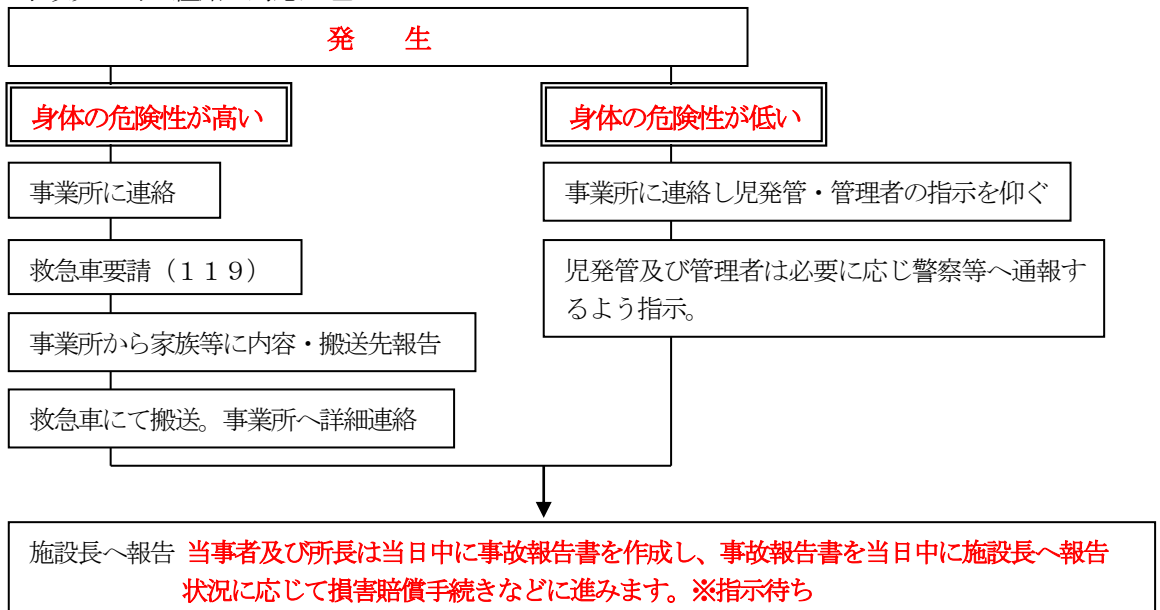 発　生
身体の危険性が高い
身体の危険性が低い
事業所に連絡
事業所に連絡し児発管・管理者の指示を仰ぐ
救急車要請（１１９）
児発管及び管理者は必要に応じ警察等へ通報す
るよう指示。
事業所から家族等に内容・搬送先報告
救急車にて搬送。事業所へ詳細連絡
施設長へ報告 当事者及び所長は当日中に事故報告書を作成し、事故報告書を当日中に施設長へ報告
状況に応じて損害賠償手続きなどに進みます。※指示待ち